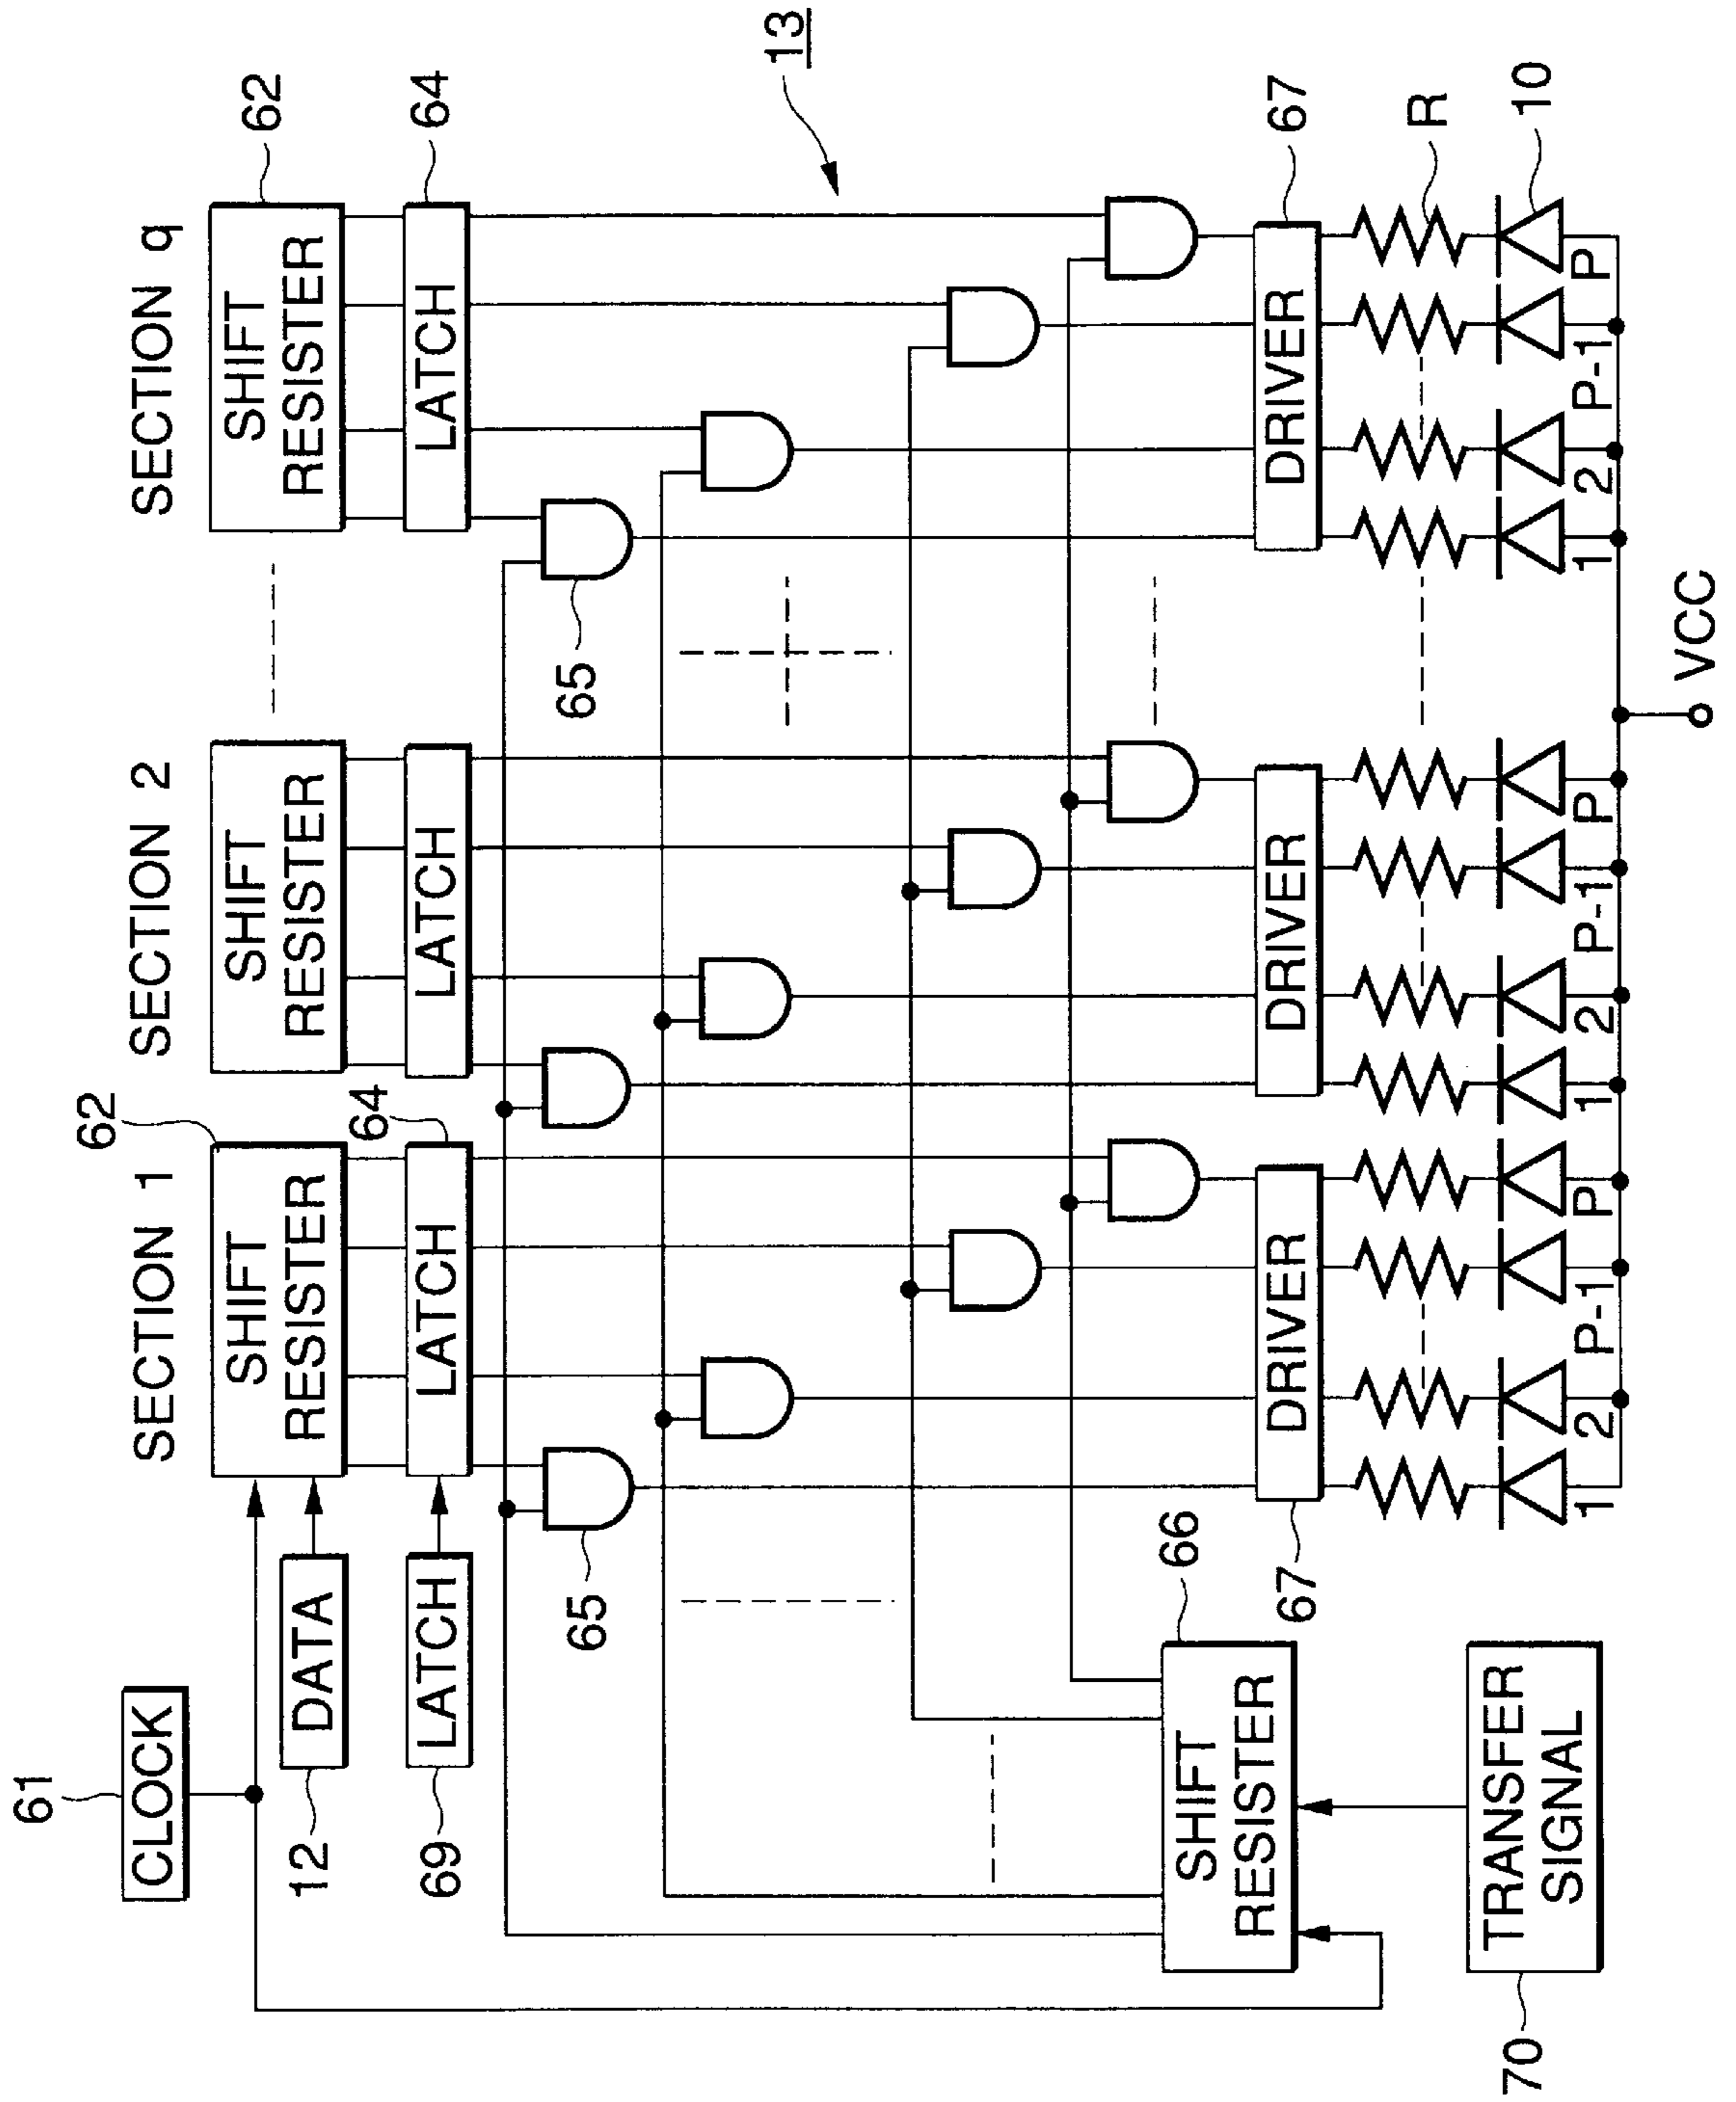 61
CLOCK
12
DATA
69
LATCH
SECTION 1
SECTION 2
SECTION q
62
SHIFT
RESISTER
SHIFT
RESISTER
SHIFT
RESISTER
62
64
LATCH
LATCH
LATCH
64
65
65
13
66
SHIFT
RESISTER
70
TRANSFER
SIGNAL
67
DRIVER
DRIVER
DRIVER
67
R
10
1
2
P-1
P
1
2
P-1
P
1
2
P-1
P
VCC